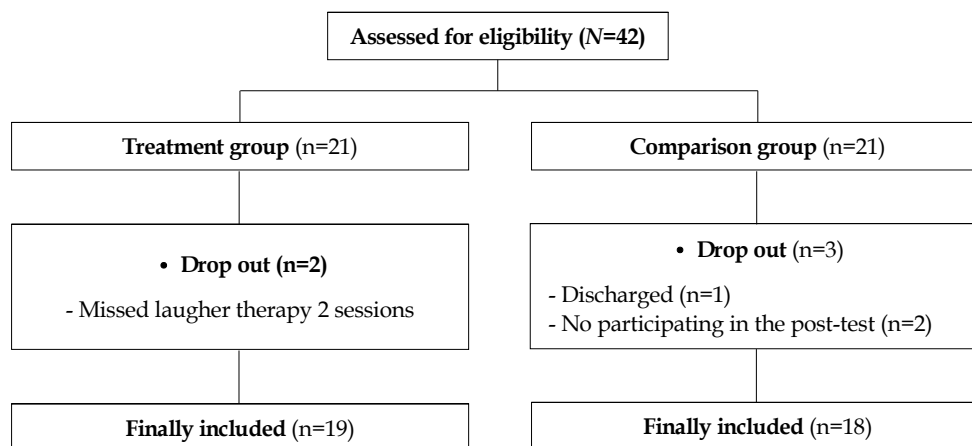 Assessed for eligibility (N=42)
Treatment group (n=21)
Comparison group (n=21)
• Drop out (n=2)
- Missed laugher therapy 2 sessions
• Drop out (n=3)
- Discharged (n=1)
- No participating in the post-test (n=2)
Finally included (n=19)
Finally included (n=18)